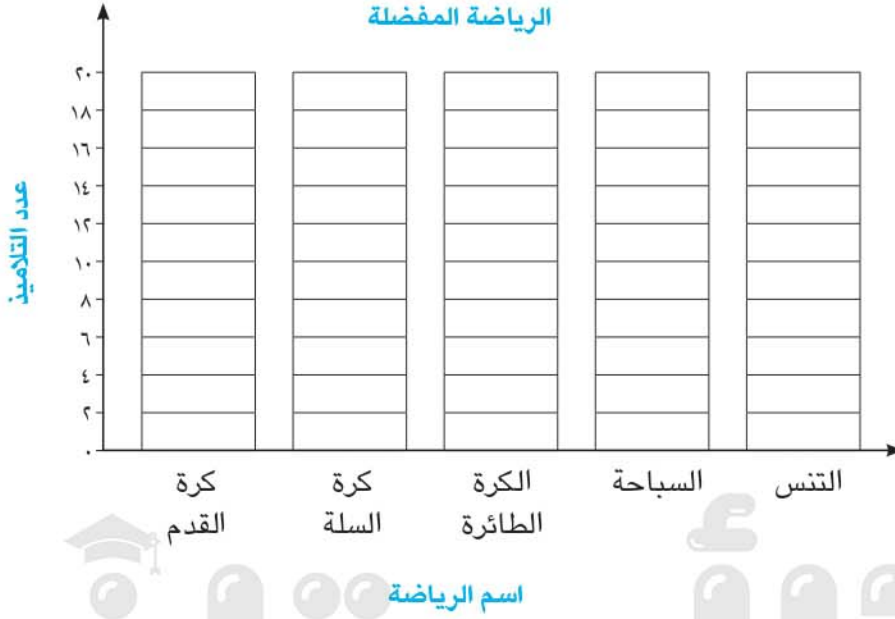 الرياضة المفضلة
عدد التلاميذ
٢٠
١٨
١٦
١٤
١٢
١٠
٨
٦
٤
٢
٠
كرة القدم
كرة السلة
الكرة الطائرة
السباحة
التنس
اسم الرياضة